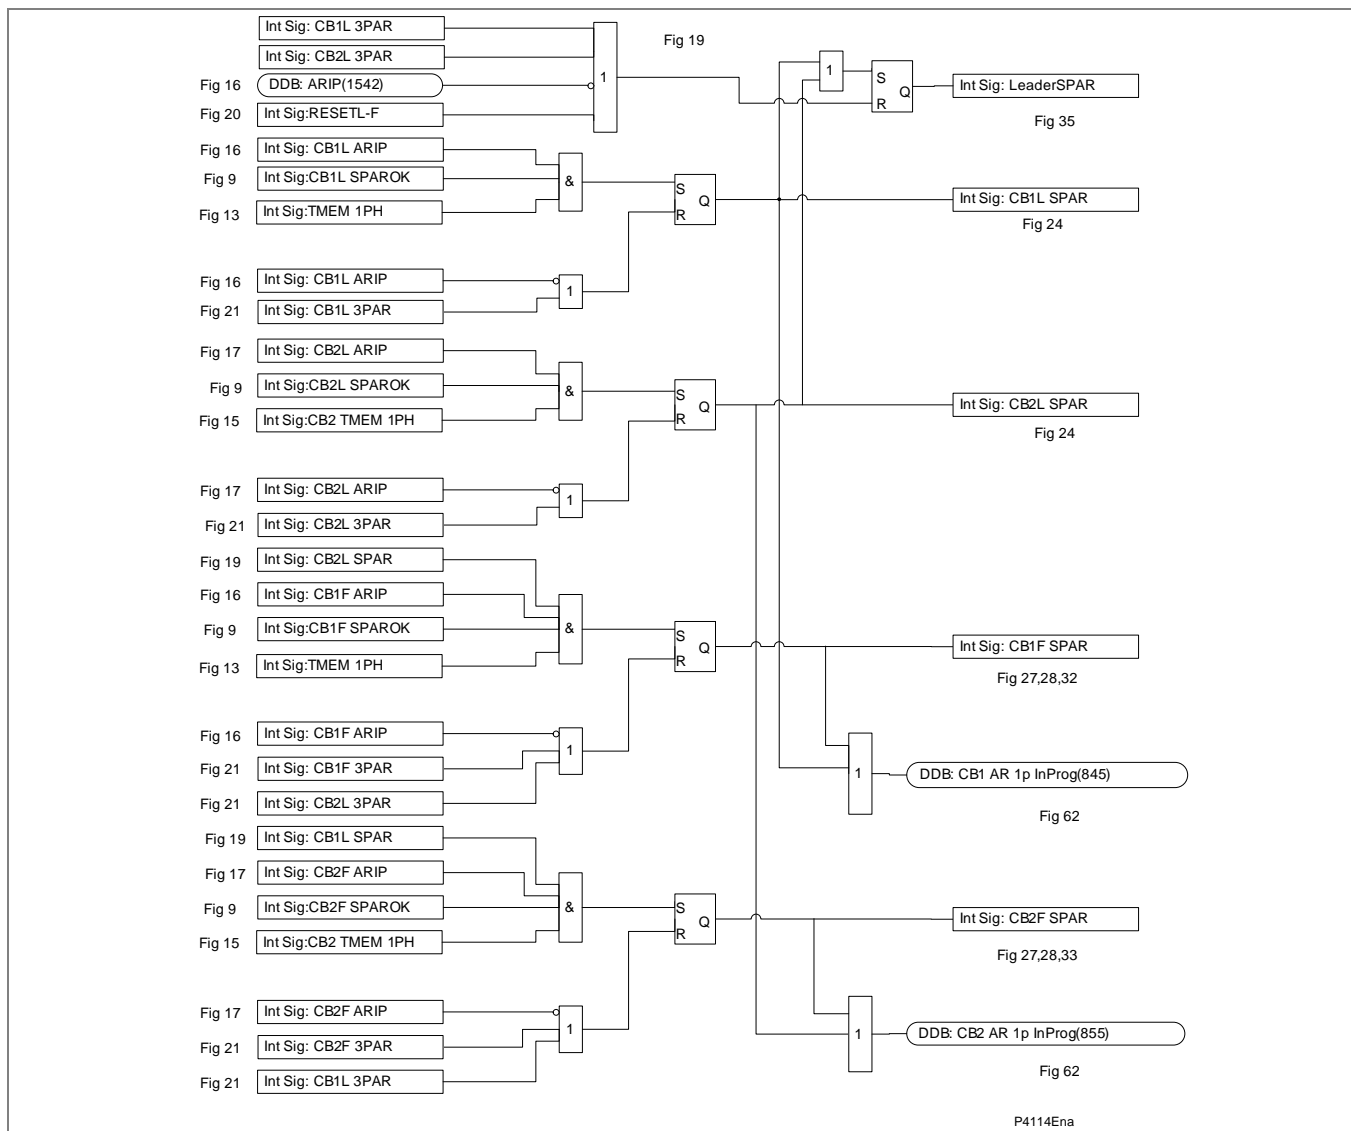 Int Sig: CB1L 3PAR
Fig 19
Int Sig: CB2L 3PAR
1
1
S
Q
R
Int Sig: LeaderSPAR
Fig 16
DDB: ARIP(1542)
Fig 20
Int Sig:RESETL-F
Fig 35
Fig 16
Int Sig: CB1L ARIP
Fig 9
Int Sig:CB1L SPAROK
&
S
Q
R
Int Sig: CB1L SPAR
Fig 13
Int Sig:TMEM 1PH
Fig 24
Fig 16
Int Sig: CB1L ARIP
1
Fig 21
Int Sig: CB1L 3PAR
Fig 17
Int Sig: CB2L ARIP
Fig 9
Int Sig:CB2L SPAROK
&
S
Q
R
Int Sig: CB2L SPAR
Fig 15
Int Sig:CB2 TMEM 1PH
Fig 24
Fig 17
Int Sig: CB2L ARIP
1
Fig 21
Int Sig: CB2L 3PAR
Fig 19
Int Sig: CB2L SPAR
Fig 16
Int Sig: CB1F ARIP
Fig 9
Int Sig:CB1F SPAROK
&
S
Q
R
Int Sig: CB1F SPAR
Fig 13
Int Sig:TMEM 1PH
Fig 27,28,32
Fig 16
Int Sig: CB1F ARIP
1
Fig 21
Int Sig: CB1F 3PAR
1
DDB: CB1 AR 1p InProg(845)
Fig 21
Int Sig: CB2L 3PAR
Fig 62
Fig 19
Int Sig: CB1L SPAR
Fig 17
Int Sig: CB2F ARIP
Fig 9
Int Sig:CB2F SPAROK
&
S
Q
R
Int Sig: CB2F SPAR
Fig 15
Int Sig:CB2 TMEM 1PH
Fig 27,28,33
Fig 17
Int Sig: CB2F ARIP
1
1
DDB: CB2 AR 1p InProg(855)
Fig 21
Int Sig: CB2F 3PAR
Fig 62
Fig 21
Int Sig: CB1L 3PAR
P4114Ena